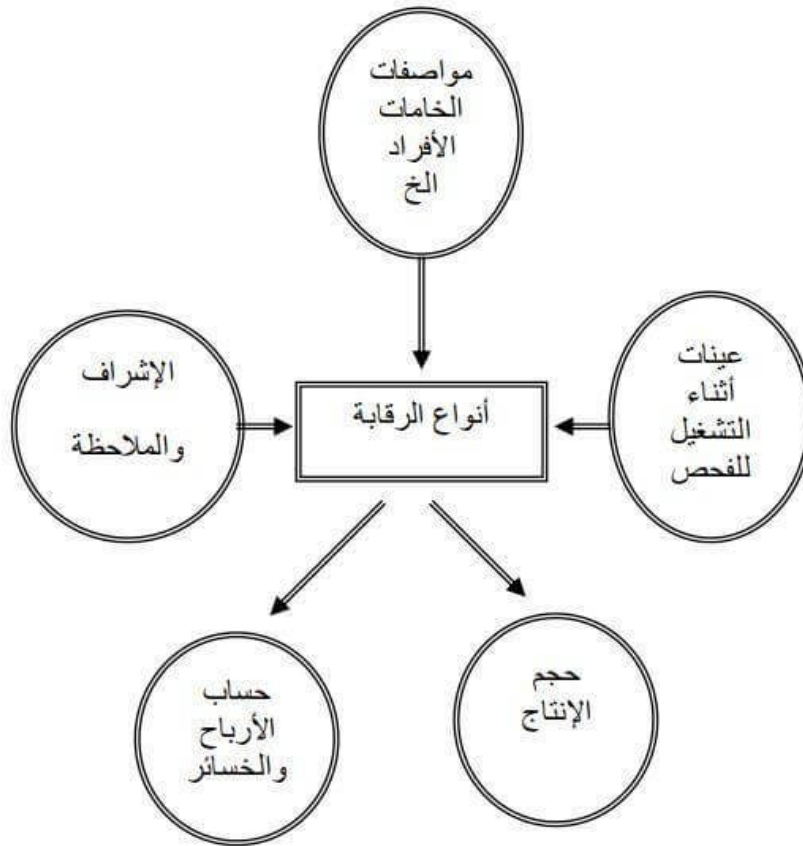 مواصفات
الخامات
الأفراد
الخ
عينات
أثناء
التشغيل
للفحص
أنواع الرقابة
الإشراف
والملاحظة
حجم
الإنتاج
حساب
الأرباح
والخسائر